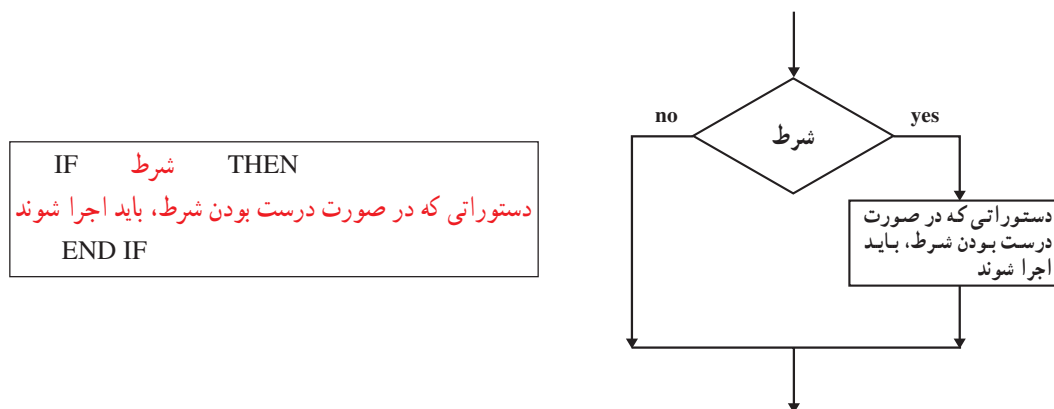 IF شرط THEN
دستوراتی که در صورت درست بودن شرط، باید اجرا شوند
END IF
no
yes
شرط
دستوراتی که در صورت
درست بودن شرط، باید
اجرا شوند